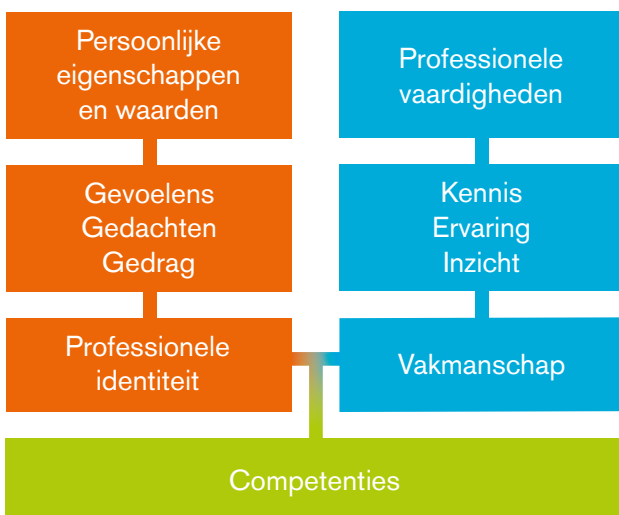 Persoonlijke
eigenschappen
en waarden
Professionele
vaardigheden
Gevoelens
Gedachten
Gedrag
Kennis
Ervaring
Inzicht
Professionele
identiteit
Vakmanschap
Competenties